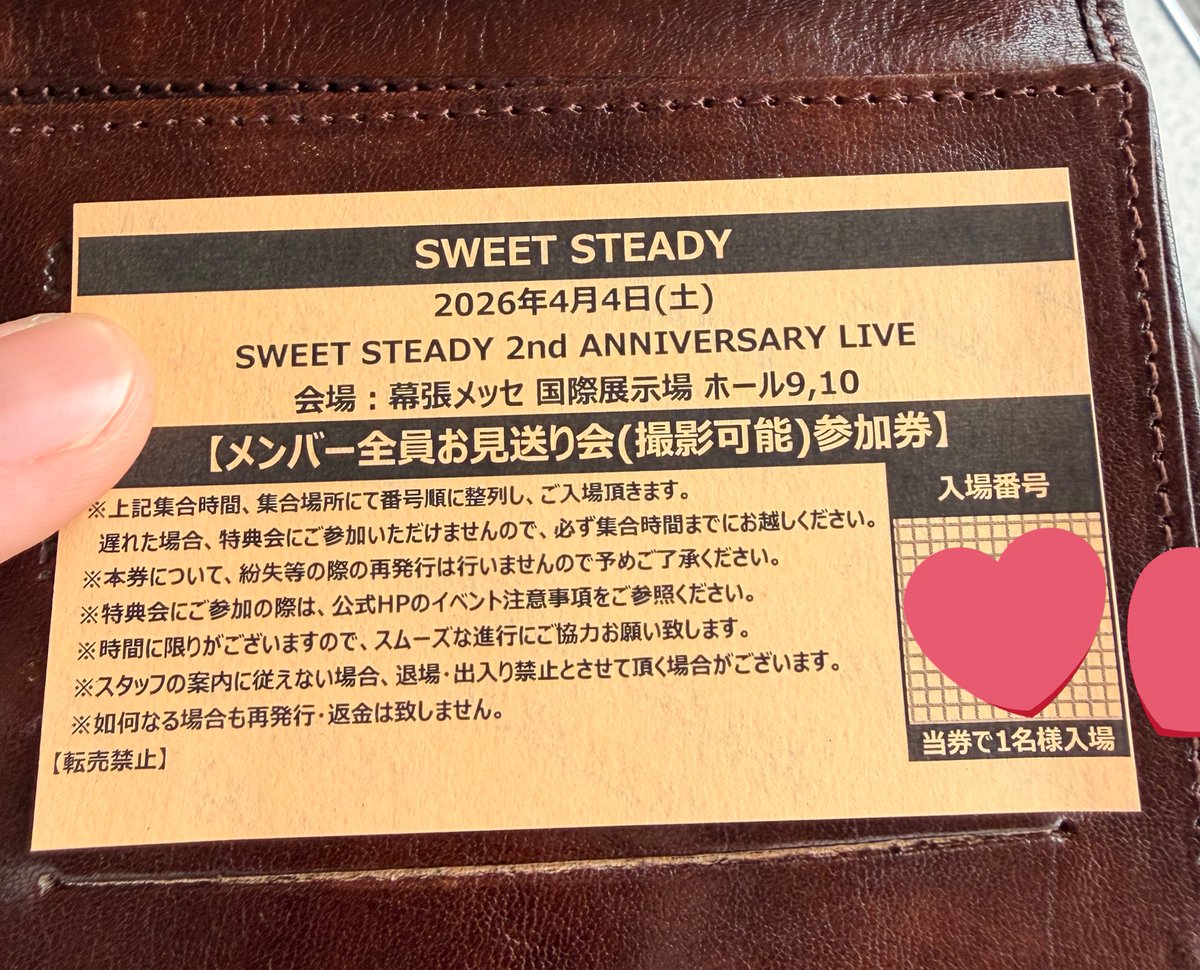 SWEET STEADY
2026年4月4日(土)
SWEET STEADY 2nd ANNIVERSARY LIVE
会場：幕張メッセ 国際展示場 ホール9,10
【メンバー全員お見送り会(撮影可能)参加券】
※上記集合時間、集合場所にて番号順に整列し、ご入場頂きます。
遅れた場合、特典会にご参加いただけませんので、必ず集合時間までにお越しください。
※本券について、紛失等の際の再発行は行いませんので予めご了承ください。
※特典会にご参加の際は、公式HPのイベント注意事項をご参照ください。
※時間に限りがございますので、スムーズな進行にご協力お願い致します。
※スタッフの案内に従えない場合、退場・出入り禁止とさせて頂く場合がございます。
※如何なる場合も再発行・返金は致しません。
【転売禁止】
入場番号
当券で1名様入場